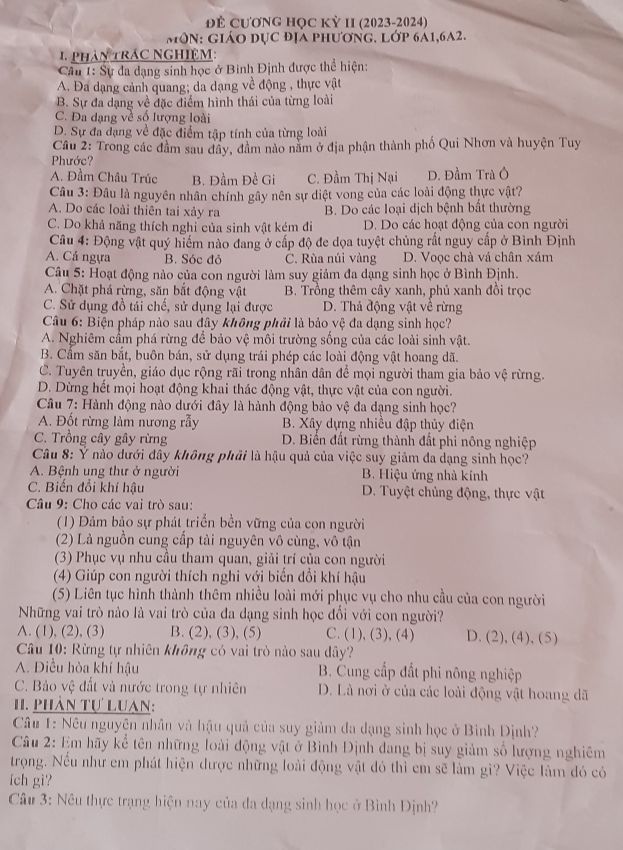 ĐỀ CƯƠNG HỌC KỲ II (2023-2024)
MÔN: GIÁO DỤC ĐỊA PHƯƠNG. LỚP 6A1,6A2.
I. PHẦN TRẮC NGHIỆM:
Câu 1: Sự đa dạng sinh học ở Bình Định được thể hiện:
A. Đa dạng cảnh quang; da dạng về động , thực vật
B. Sự đa dạng về đặc điểm hình thái của từng loài
C. Đa dạng về số lượng loài
D. Sự đa dạng về đặc điểm tập tính của từng loài
Câu 2: Trong các đầm sau đây, đầm nào nằm ở địa phận thành phố Qui Nhơn và huyện Tuy
Phước?
A. Đầm Châu Trúc B. Đầm Đề Gi C. Đầm Thị Nại D. Đầm Trà Ổ
Câu 3: Đâu là nguyên nhân chính gây nên sự diệt vong của các loài động thực vật?
A. Do các loài thiên tai xảy ra B. Do các loại dịch bệnh bất thường
C. Do khả năng thích nghi của sinh vật kém đi D. Do các hoạt động của con người
Câu 4: Động vật quý hiếm nào đang ở cấp độ đe dọa tuyệt chủng rất nguy cấp ở Bình Định
A. Cá ngựa B. Sóc đỏ C. Rùa núi vàng D. Voọc chà vá chân xám
Câu 5: Hoạt động nào của con người làm suy giảm đa dạng sinh học ở Bình Định.
A. Chặt phá rừng, săn bắt động vật B. Trồng thêm cây xanh, phủ xanh đồi trọc
C. Sử dụng đồ tái chế, sử dụng lại được D. Thả động vật về rừng
Câu 6: Biện pháp nào sau đây không phải là bảo vệ đa dạng sinh học?
A. Nghiêm cấm phá rừng để bảo vệ môi trường sống của các loài sinh vật.
B. Cấm săn bắt, buôn bán, sử dụng trái phép các loài động vật hoang dã.
C. Tuyên truyền, giáo dục rộng rãi trong nhân dân để mọi người tham gia bảo vệ rừng.
D. Dừng hết mọi hoạt động khai thác động vật, thực vật của con người.
Câu 7: Hành động nào dưới đây là hành động bảo vệ đa dạng sinh học?
A. Đốt rừng làm nương rẫy B. Xây dựng nhiều đập thủy điện
C. Trồng cây gây rừng D. Biến đất rừng thành đất phi nông nghiệp
Câu 8: Ý nào dưới đây không phải là hậu quả của việc suy giảm đa dạng sinh học?
A. Bệnh ung thư ở người B. Hiệu ứng nhà kính
C. Biến đổi khí hậu D. Tuyệt chủng động, thực vật
Câu 9: Cho các vai trò sau:
(1) Đảm bảo sự phát triển bền vững của con người
(2) Là nguồn cung cấp tài nguyên vô cùng, vô tận
(3) Phục vụ nhu cầu tham quan, giải trí của con người
(4) Giúp con người thích nghi với biến đổi khí hậu
(5) Liên tục hình thành thêm nhiều loài mới phục vụ cho nhu cầu của con người
Những vai trò nào là vai trò của đa dạng sinh học đối với con người?
A. (1), (2), (3) B. (2), (3), (5) C. (1), (3), (4) D. (2), (4), (5)
Câu 10: Rừng tự nhiên không có vai trò nào sau đây?
A. Điều hòa khí hậu B. Cung cấp đất phi nông nghiệp
C. Bảo vệ đất và nước trong tự nhiên D. Là nơi ở của các loài động vật hoang dã
II. PHẦN TỰ LUẬN:
Câu 1: Nêu nguyên nhân và hậu quả của suy giảm đa dạng sinh học ở Bình Định?
Câu 2: Em hãy kể tên những loài động vật ở Bình Định đang bị suy giảm số lượng nghiêm
trọng. Nếu như em phát hiện được những loài động vật đó thì em sẽ làm gì? Việc làm đó có
ích gì?
Câu 3: Nêu thực trạng hiện nay của đa dạng sinh học ở Bình Định?